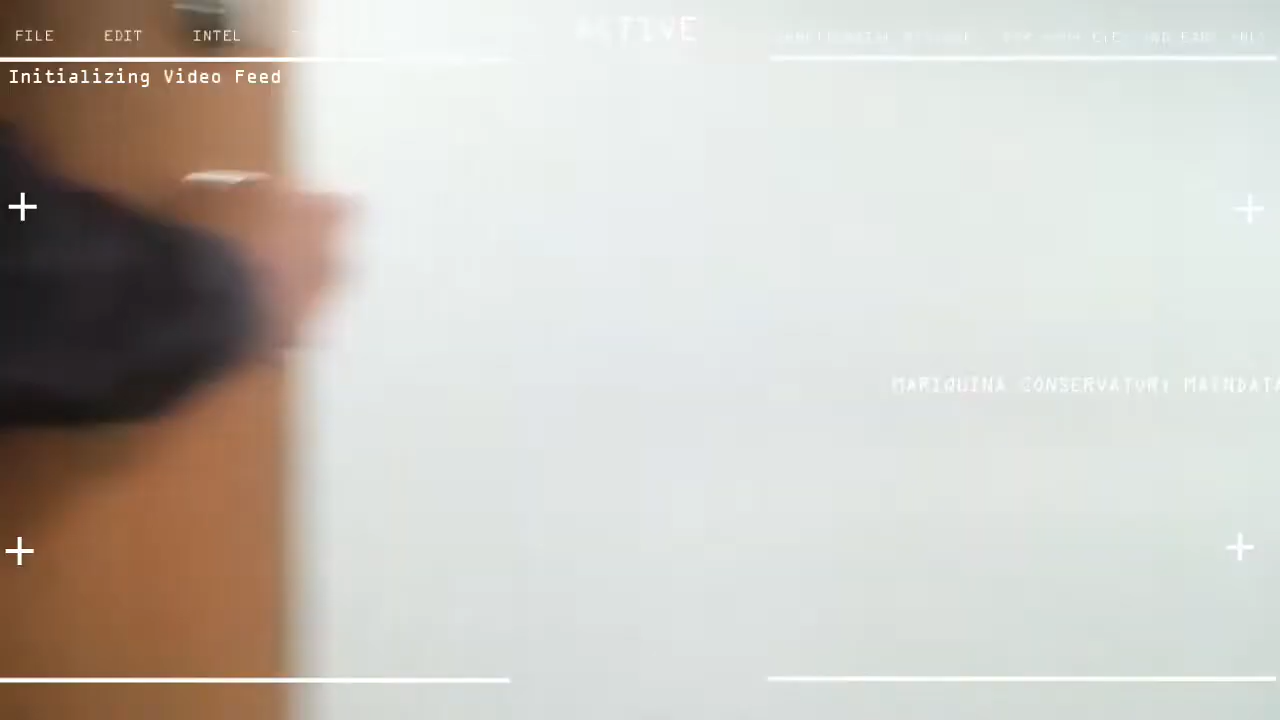 FILE EDIT INTEL
ACTIVE
Initializing Video Feed
MARIQUINA CONSERVATORY MAINDATA